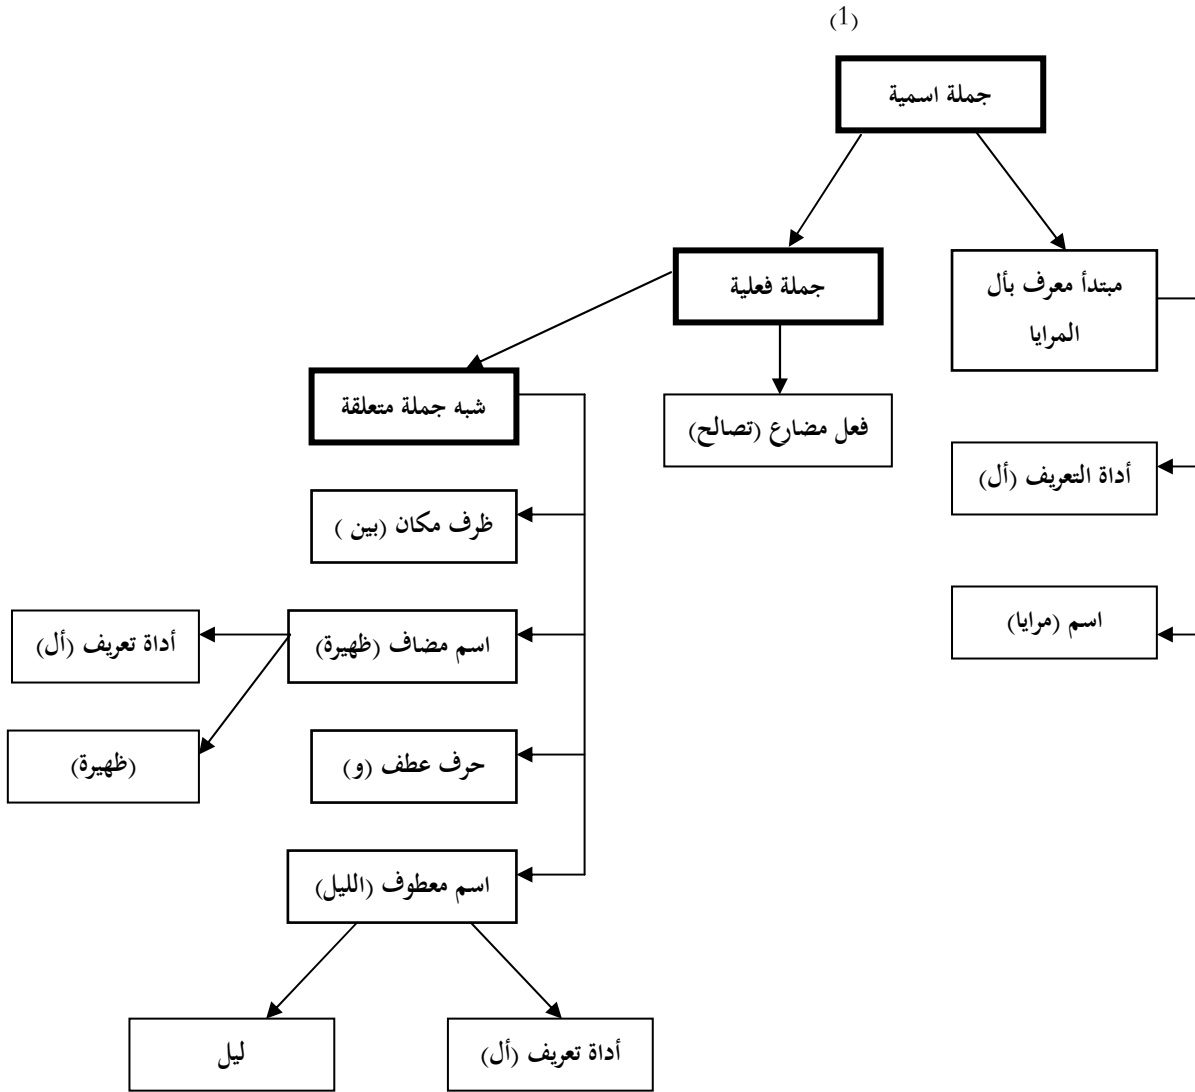 (1)
جملة اسمية
مبتدأ معرف بأل
المرايا
جملة فعلية
شبه جملة متعلقة
فعل مضارع (تصالح)
أداة التعريف (أل)
ظرف مكان (بين )
اسم (مرايا)
اسم مضاف (ظهيرة)
أداة تعريف (أل)
حرف عطف (و)
(ظهيرة)
اسم معطوف (الليل)
أداة تعريف (أل)
ليل